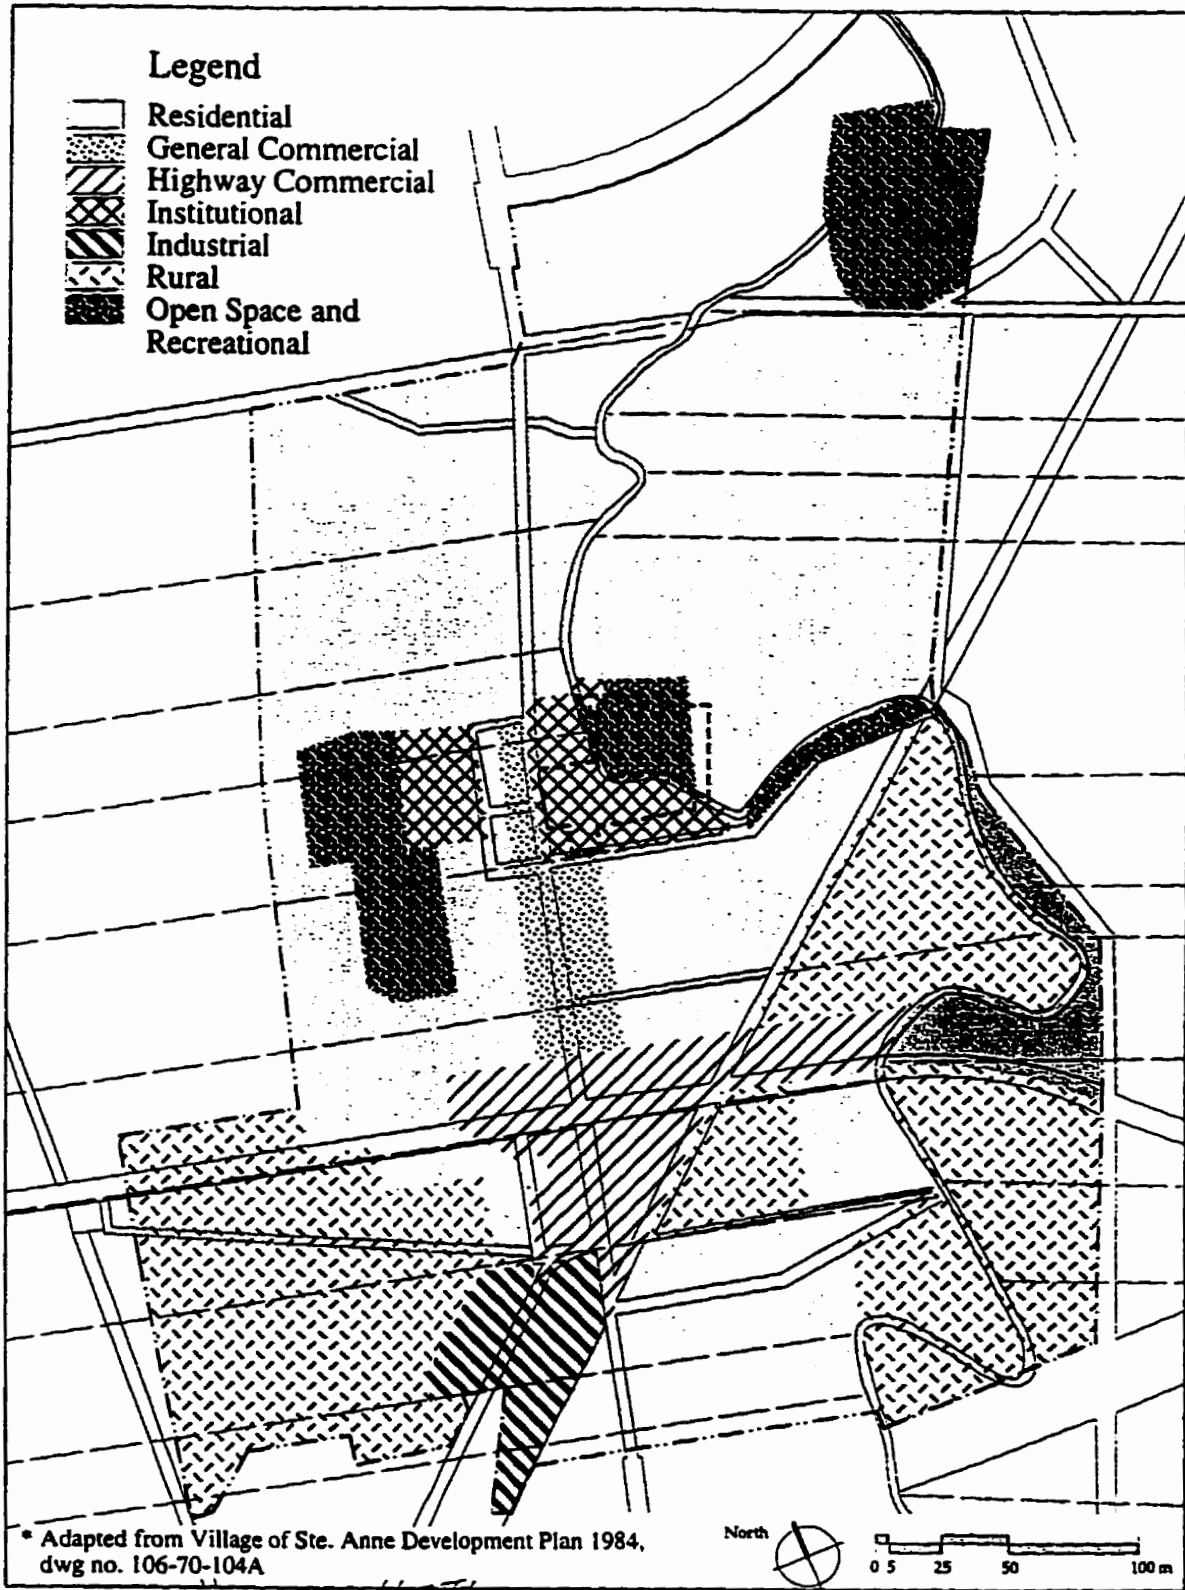 Legend
Residential
General Commercial
Highway Commercial
Institutional
Industrial
Rural
Open Space and
Recreational
* Adapted from Village of Ste. Anne Development Plan 1984,
dwg no. 106-70-104A
North
0 5 25 50 100 m